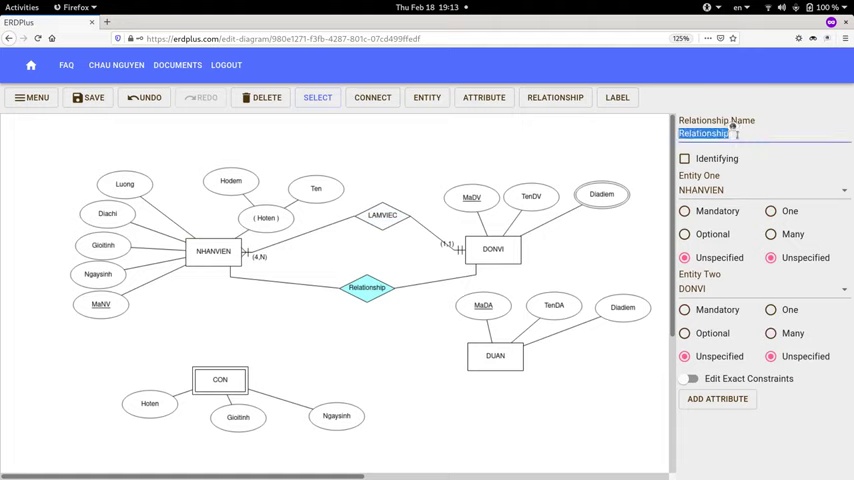 Activities Firefox Thu Feb 18 19:13 en 100 %
ERDPlus
https://erdplus.com/edit-diagram/980e1271-f3fb-4287-801c-07cd499ffedf 125%
FAQ CHAU NGUYEN DOCUMENTS LOGOUT
MENU SAVE UNDO REDO DELETE SELECT CONNECT ENTITY ATTRIBUTE RELATIONSHIP LABEL
Relationship Name
Relationship
Identifying
Entity One
NHANVIEN
Mandatory One
Optional Many
Unspecified Unspecified
Entity Two
DONVI
Mandatory One
Optional Many
Unspecified Unspecified
Edit Exact Constraints
ADD ATTRIBUTE
Luong
Hodem
Ten
Diachi
( Hoten )
LAMVIEC
MaDV
TenDV
Diadiem
Gioitinh
NHANVIEN
(4,N)
(1,1)
DONVI
Ngaysinh
MaNV
Relationship
MaDA
TenDA
Diadiem
DUAN
CON
Hoten
Gioitinh
Ngaysinh